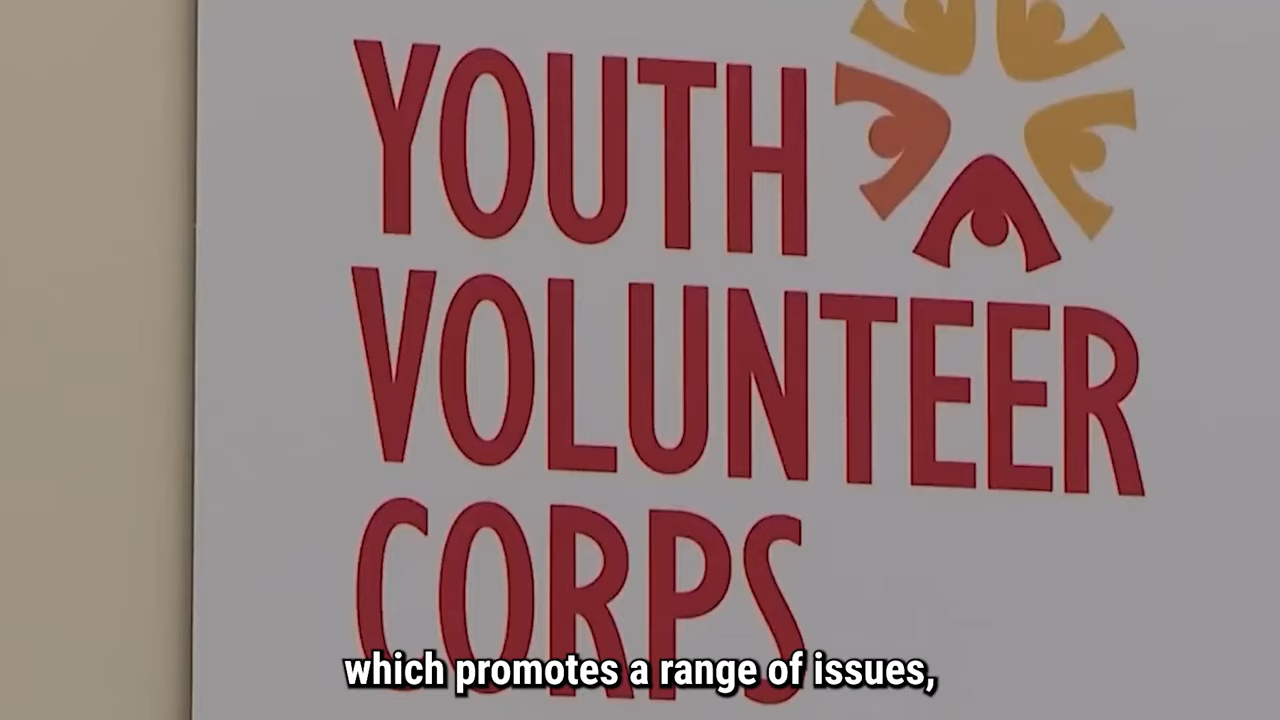 YOUTH
VOLUNTEER
CORPS
which promotes a range of issues,